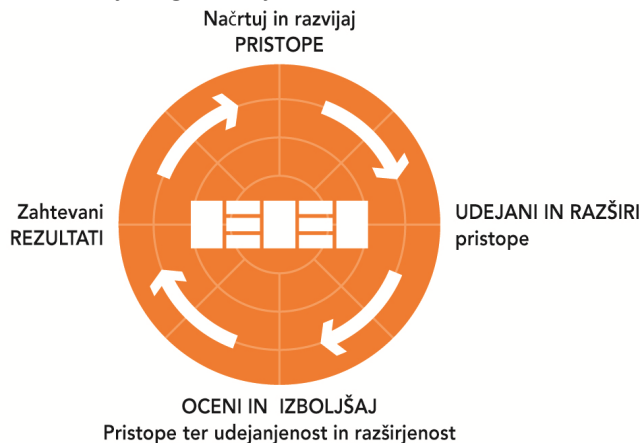 Načrtuj in razvijaj
PRISTOPE
Zahtevani
REZULTATI
UDEJANI IN RAZŠIRI
pristope
OCENI IN IZBOLJŠAJ
Pristope ter udejanjenost in razširjenost